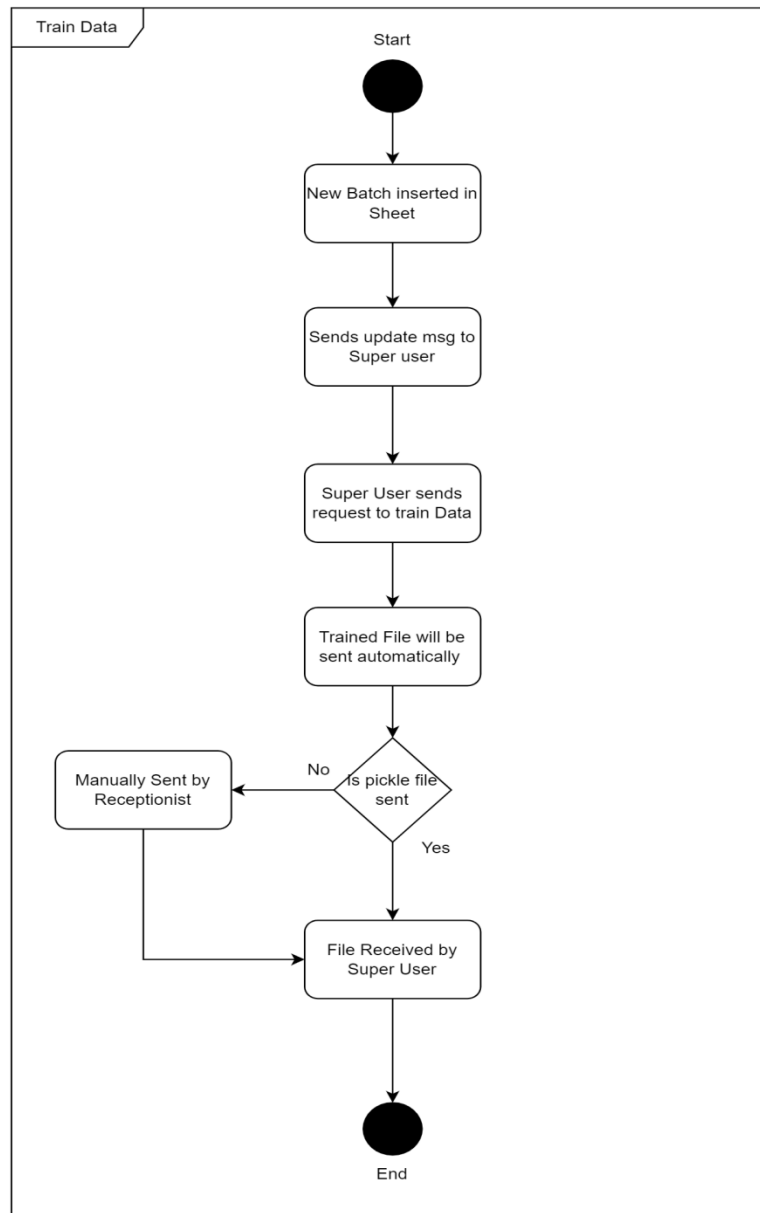 Train Data
Start
New Batch inserted in
Sheet
Sends update msg to
Super user
Super User sends
request to train Data
Trained File will be
sent automatically
Is pickle file
sent
No
Manually Sent by
Receptionist
Yes
File Received by
Super User
End